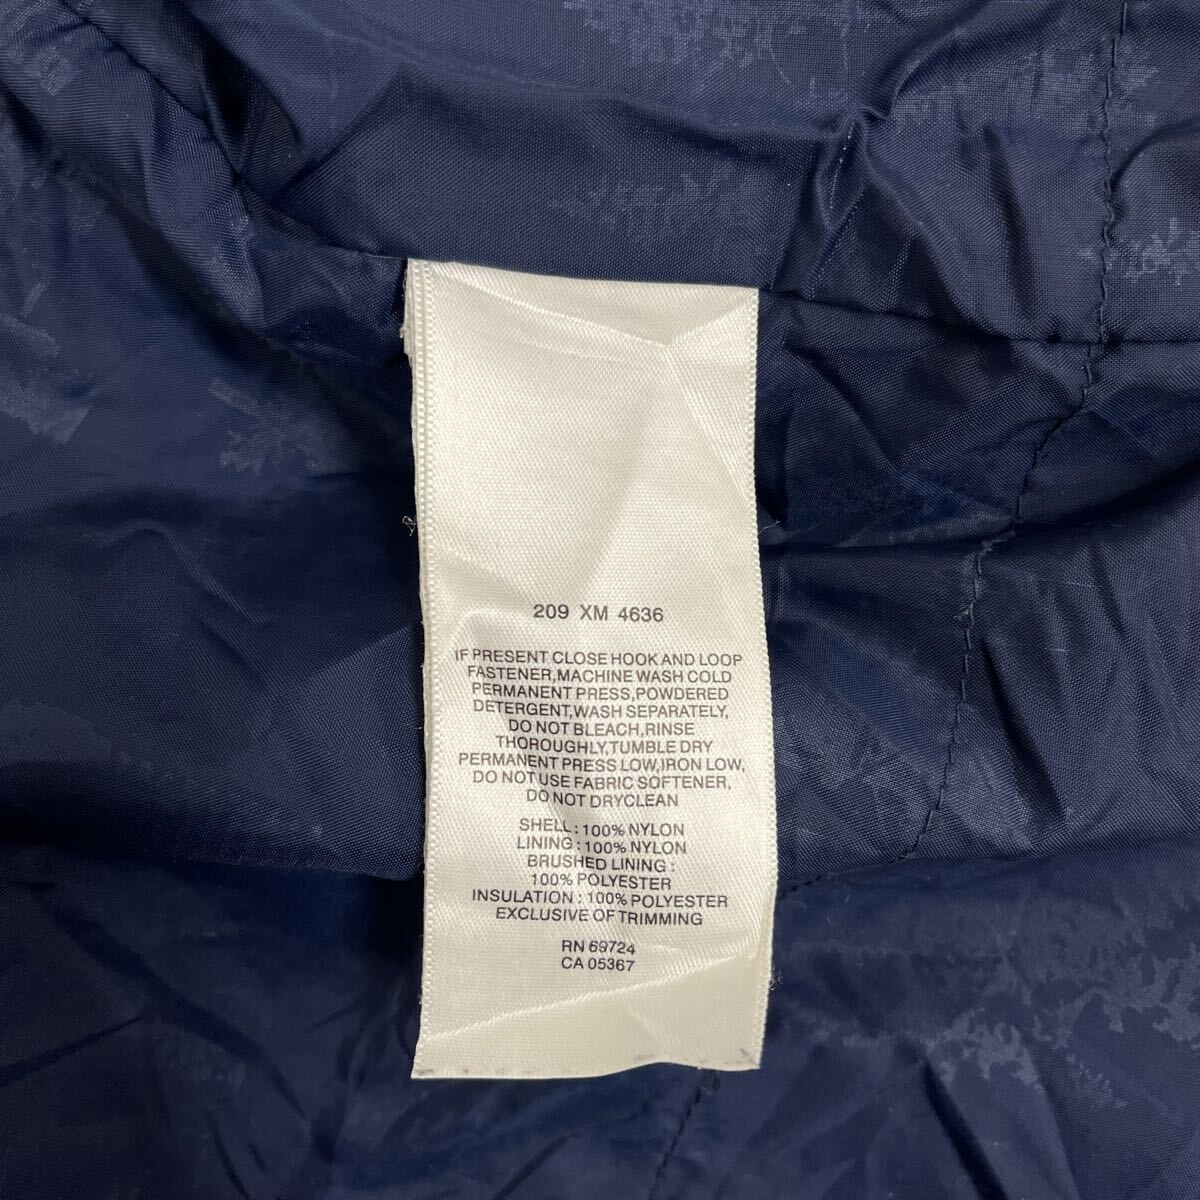 209 XM 4636
IF PRESENT CLOSE HOOK AND LOOP
FASTENER,MACHINE WASH COLD
PERMANENT PRESS,POWDERED
DETERGENT,WASH SEPARATELY,
DO NOT BLEACH,RINSE
THOROUGHLY,TUMBLE DRY
PERMANENT PRESS LOW,IRON LOW,
DO NOT USE FABRIC SOFTENER,
DO NOT DRYCLEAN
SHELL : 100% NYLON
LINING : 100% NYLON
BRUSHED LINING :
100% POLYESTER
INSULATION : 100% POLYESTER
EXCLUSIVE OF TRIMMING
RN 69724
CA 05367